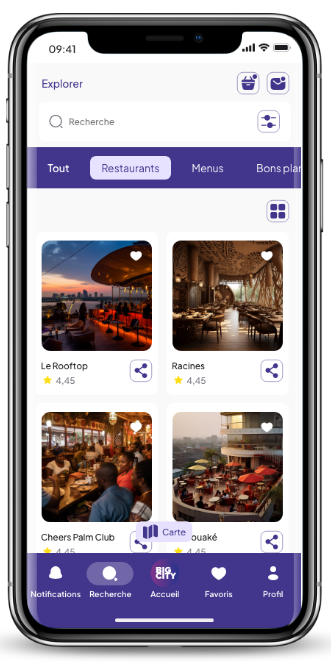 09:41
Explorer
Recherche
Tout Restaurants Menus Bons plan
Le Rooftop Racines
4,45 4,45
Carte
Cheers Palm Club ouaké
4,45 4,45
BIG
CITY
Notifications Recherche Accueil Favoris Profil